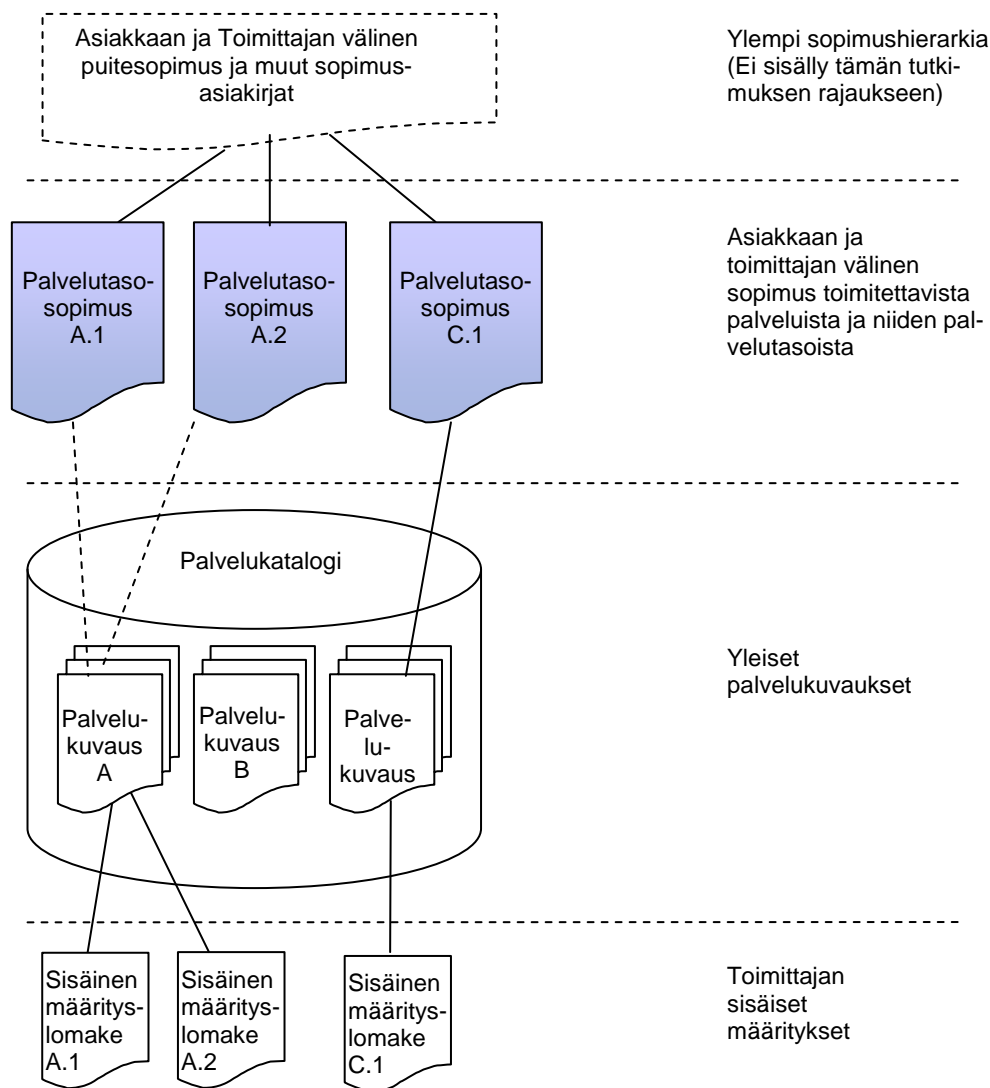 Asiakkaan ja Toimittajan välinen
puitesopimus ja muut sopimus-
asiakirjat
Ylempi sopimushierarkia
(Ei sisälly tämän tutki-
muksen rajaukseen)
Palvelutaso-
sopimus
A.1
Palvelutaso-
sopimus
A.2
Palvelutaso-
sopimus
C.1
Asiakkaan ja
toimittajan välinen
sopimus toimitettavista
palveluista ja niiden pal-
velutasoista
Palvelukatalogi
Palvelu-
kuvaus
A
Palvelu-
kuvaus
B
Palve-
lu-
kuvaus
Yleiset
palvelukuvaukset
Sisäinen
määritys-
lomake
A.1
Sisäinen
määritys-
lomake
A.2
Sisäinen
määritys-
lomake
C.1
Toimittajan
sisäiset
määritykset